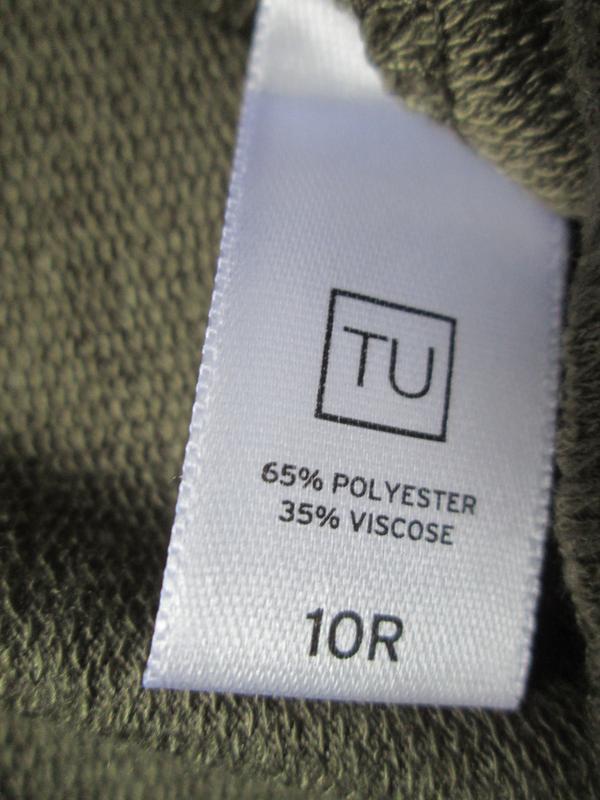 TU
65% POLYESTER
35% VISCOSE
10R